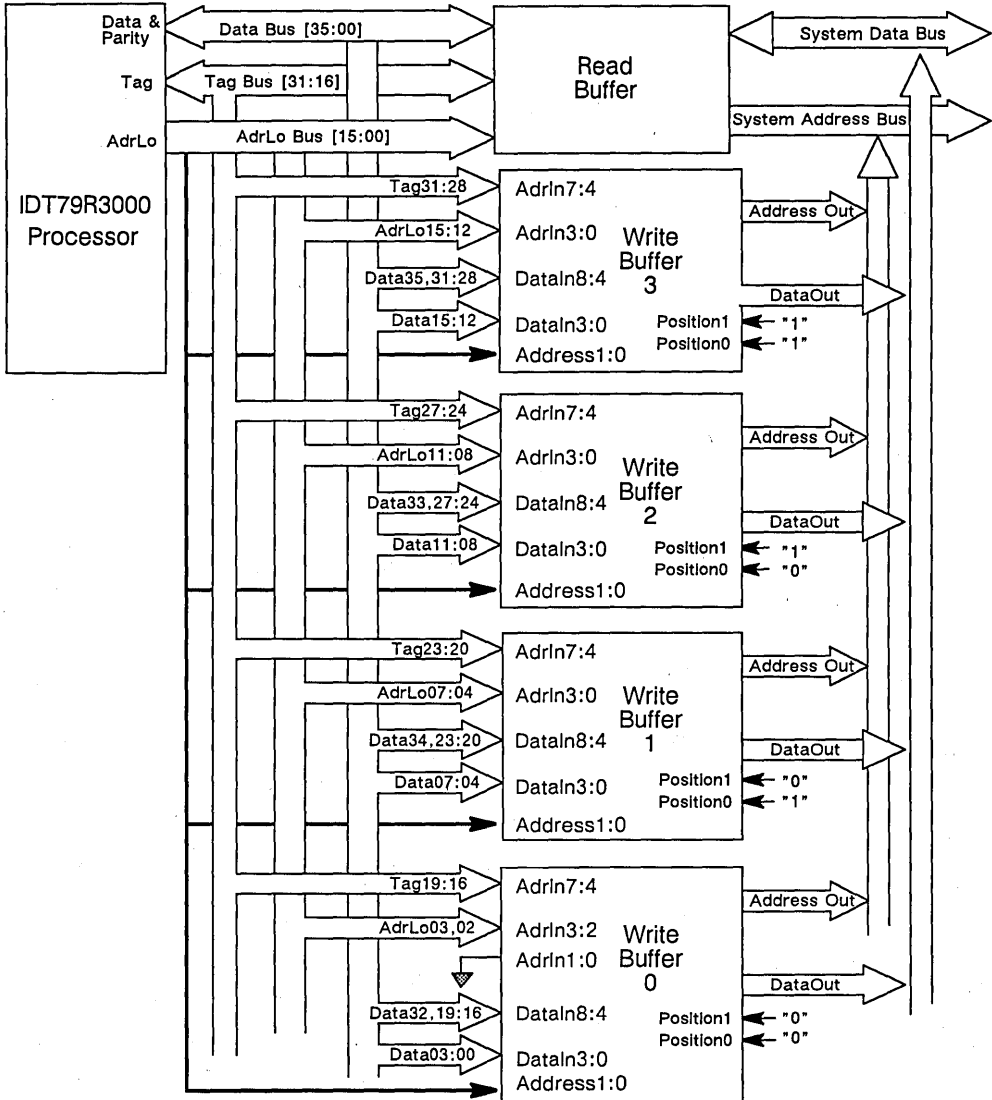 Data &
Parity
Data Bus [35:00]
System Data Bus
Tag
Tag Bus [31:16]
Read
Buffer
AdrLo
AdrLo Bus [15:00]
System Address Bus
IDT79R3000
Processor
Tag31:28
AdrIn7:4
Address Out
AdrLo15:12
AdrIn3:0
Write
Buffer
3
Data35,31:28
DataIn8:4
DataOut
Data15:12
DataIn3:0
Position1
"1"
Position0
"1"
Address1:0
Tag27:24
AdrIn7:4
Address Out
AdrLo11:08
AdrIn3:0
Write
Buffer
2
Data33,27:24
DataIn8:4
DataOut
Data11:08
DataIn3:0
Position1
"1"
Position0
"0"
Address1:0
Tag23:20
AdrIn7:4
Address Out
AdrLo07:04
AdrIn3:0
Write
Buffer
1
Data34,23:20
DataIn8:4
DataOut
Data07:04
DataIn3:0
Position1
"0"
Position0
"1"
Address1:0
Tag19:16
AdrIn7:4
Address Out
AdrLo03,02
AdrIn3:2
AdrIn1:0
Write
Buffer
0
Data32,19:16
DataIn8:4
DataOut
Data03:00
DataIn3:0
Position1
"0"
Position0
"0"
Address1:0